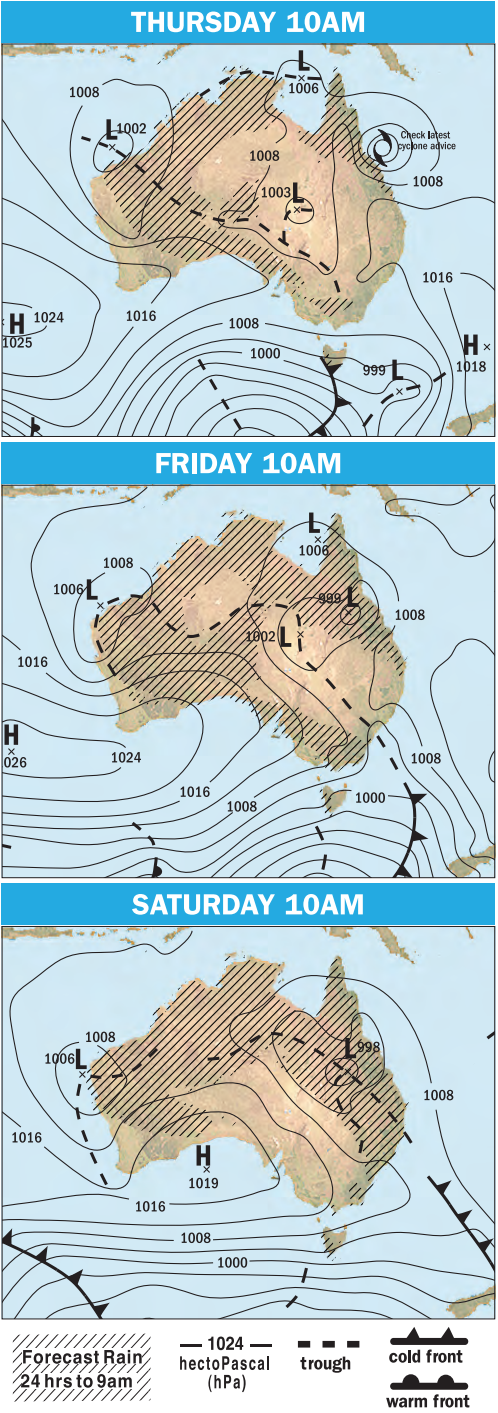 THURSDAY 10AM
L
1006
1008
L 1002
Check latest
cyclone advice
1008
1008
1003 L
1016
1024
H
1025
1016
1008
1000
999 L
H
1018
FRIDAY 10AM
L
1006
1008
1006 L
999 L
1008
1002 L
1016
H
026
1024
1008
1016
1008
1000
SATURDAY 10AM
1008
L 998
1006 L
1008
1016
H
1019
1016
1008
1000
Forecast Rain
24 hrs to 9am
1024
hectoPascal
(hPa)
trough
cold front
warm front